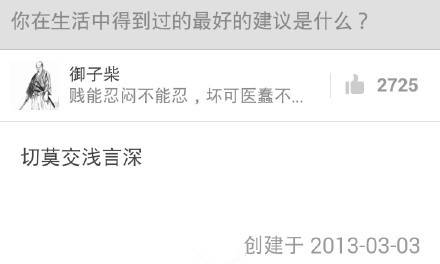 你在生活中得到过的最好的建议是什么？
御子柴
贱能忍闷不能忍，坏可医蠢不...
2725
切莫交浅言深
创建于 2013-03-03